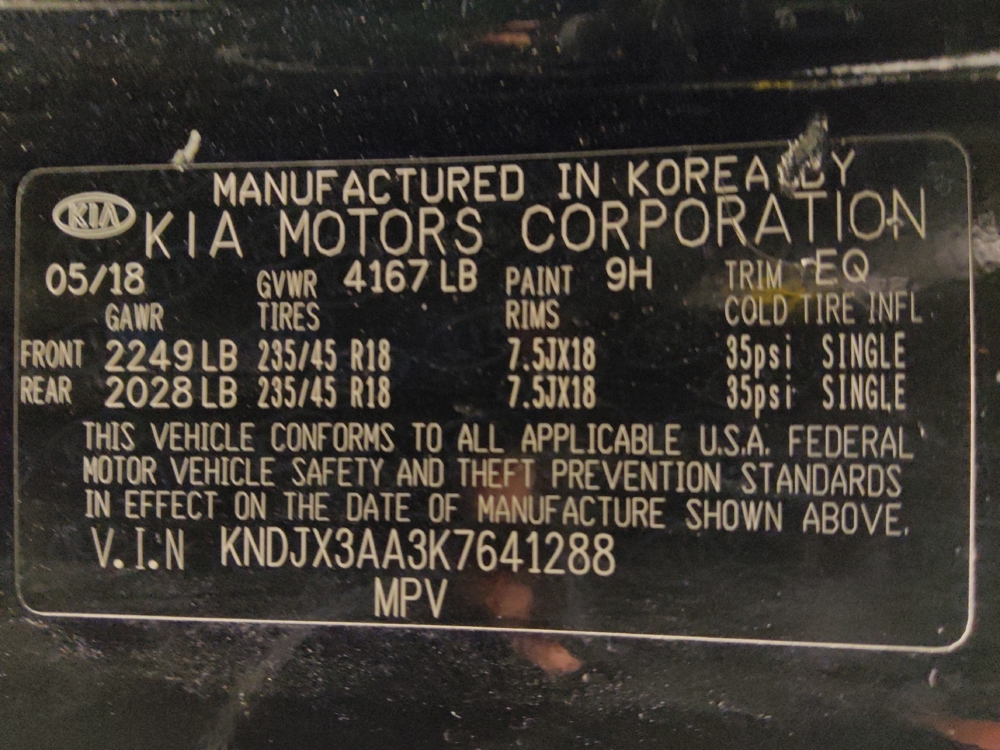 MANUFACTURED IN KOREA BY
KIA KIA MOTORS CORPORATION
05/18 GVWR 4167 LB PAINT 9H TRIM EQ
GAWR TIRES RIMS COLD TIRE INFL
FRONT 2249 LB 235/45 R18 7.5JX18 35psi SINGLE
REAR 2028 LB 235/45 R18 7.5JX18 35psi SINGLE
THIS VEHICLE CONFORMS TO ALL APPLICABLE U.S.A. FEDERAL
MOTOR VEHICLE SAFETY AND THEFT PREVENTION STANDARDS
IN EFFECT ON THE DATE OF MANUFACTURE SHOWN ABOVE.
V.I.N KNDJX3AA3K7641288
MPV